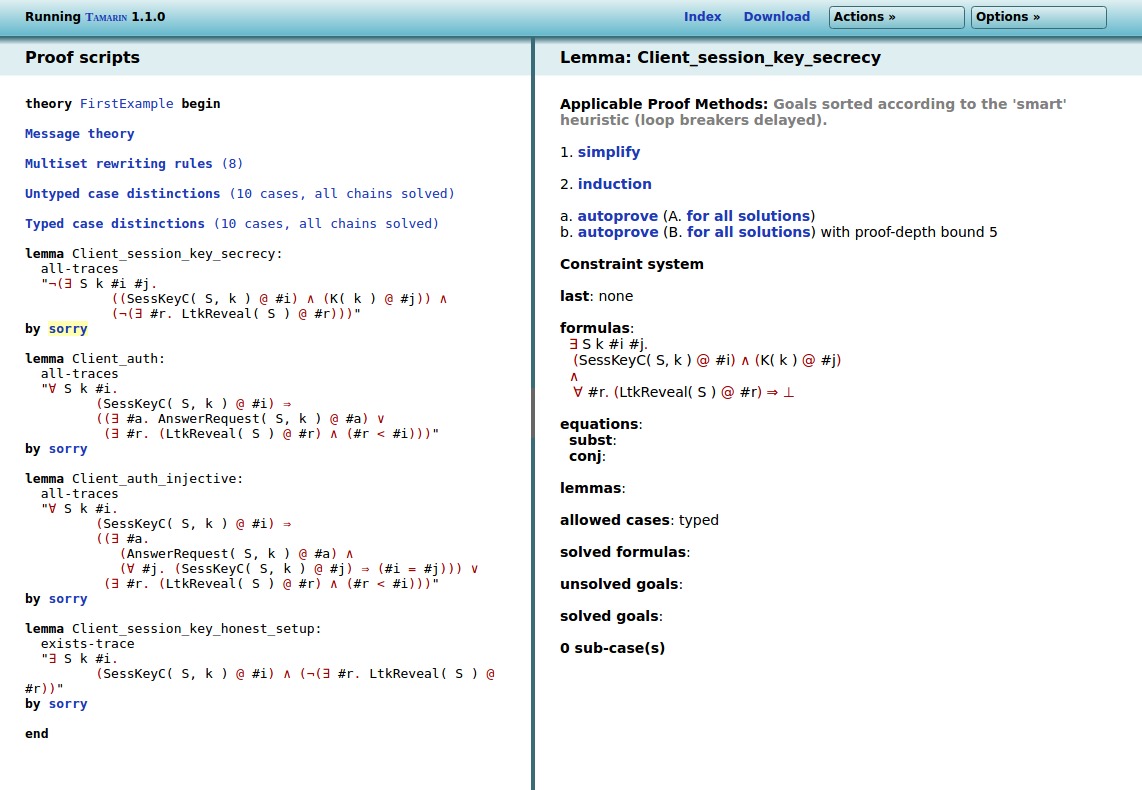 Running TAMARIN 1.1.0
Index Download Actions » Options »
Proof scripts
theory FirstExample begin
Message theory
Multiset rewriting rules (8)
Untyped case distinctions (10 cases, all chains solved)
Typed case distinctions (10 cases, all chains solved)
lemma Client_session_key_secrecy:
all-traces
"¬(∃ S k #i #j.
((SessKeyC( S, k ) @ #i) ∧ (K( k ) @ #j)) ∧
(¬(∃ #r. LtkReveal( S ) @ #r)))"
by sorry
lemma Client_auth:
all-traces
"∀ S k #i.
(SessKeyC( S, k ) @ #i) ⇒
((∃ #a. AnswerRequest( S, k ) @ #a) ∨
(∃ #r. (LtkReveal( S ) @ #r) ∧ (#r < #i)))"
by sorry
lemma Client_auth_injective:
all-traces
"∀ S k #i.
(SessKeyC( S, k ) @ #i) ⇒
((∃ #a.
(AnswerRequest( S, k ) @ #a) ∧
(∀ #j. (SessKeyC( S, k ) @ #j) ⇒ (#i = #j))) ∨
(∃ #r. (LtkReveal( S ) @ #r) ∧ (#r < #i)))"
by sorry
lemma Client_session_key_honest_setup:
exists-trace
"∃ S k #i.
(SessKeyC( S, k ) @ #i) ∧ (¬(∃ #r. LtkReveal( S ) @
#r))"
by sorry
end
Lemma: Client_session_key_secrecy
Applicable Proof Methods: Goals sorted according to the 'smart'
heuristic (loop breakers delayed).
1. simplify
2. induction
a. autoprove (A. for all solutions)
b. autoprove (B. for all solutions) with proof-depth bound 5
Constraint system
last: none
formulas:
∃ S k #i #j.
(SessKeyC( S, k ) @ #i) ∧ (K( k ) @ #j)
∧
∀ #r. (LtkReveal( S ) @ #r) ⇒ ⊥
equations:
subst:
conj:
lemmas:
allowed cases: typed
solved formulas:
unsolved goals:
solved goals:
0 sub-case(s)